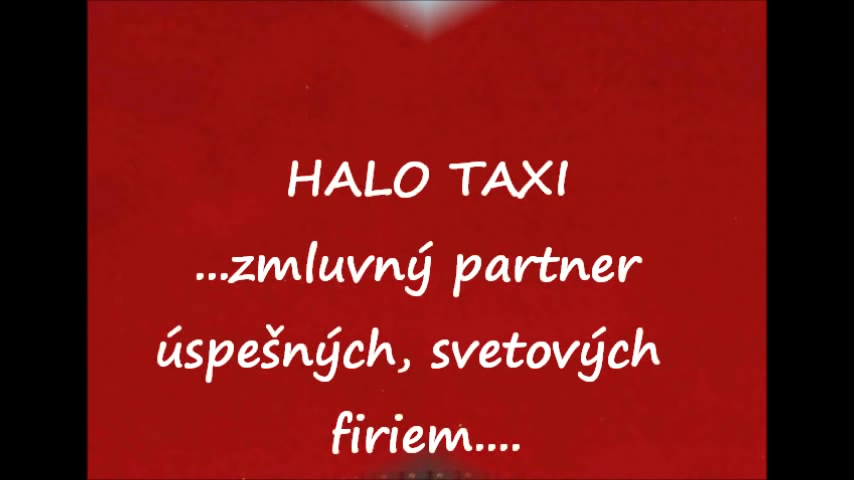 HALO TAXI
...zmluvný partner
úspešných, svetových
firiem....